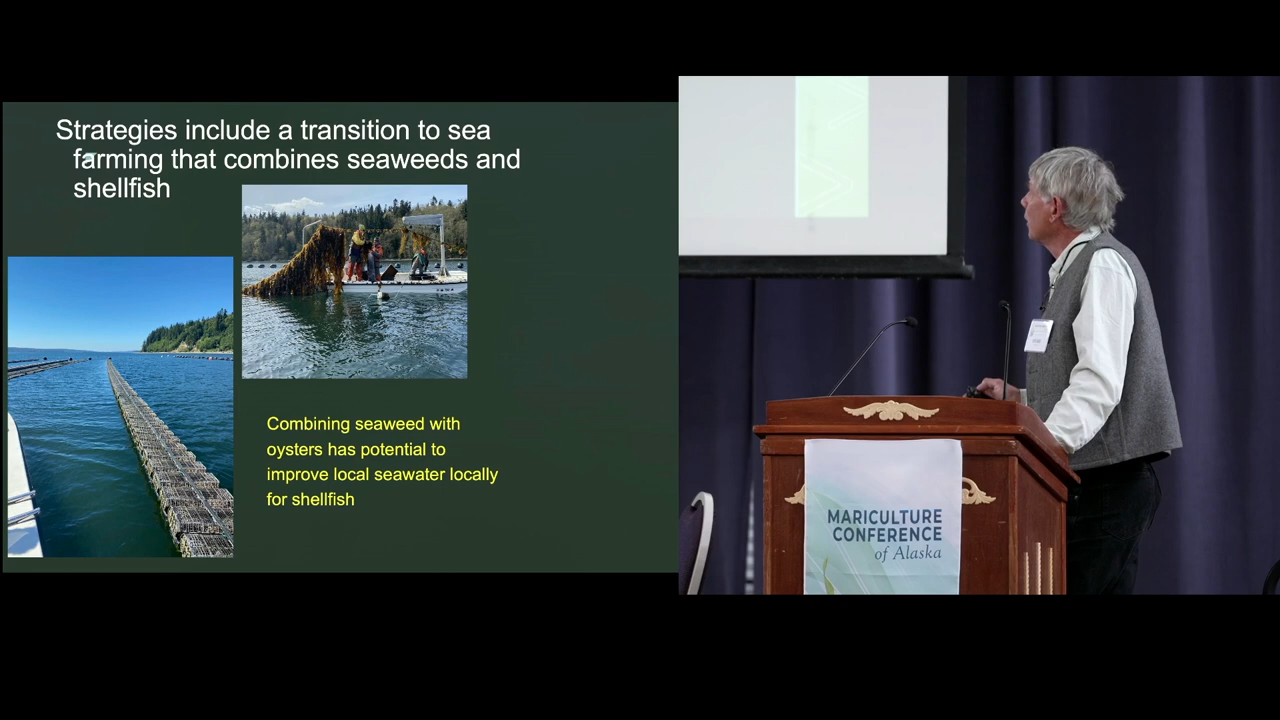 Strategies include a transition to sea
farming that combines seaweeds and
shellfish
Combining seaweed with
oysters has potential to
improve local seawater locally
for shellfish
MARICULTURE
CONFERENCE
of Alaska